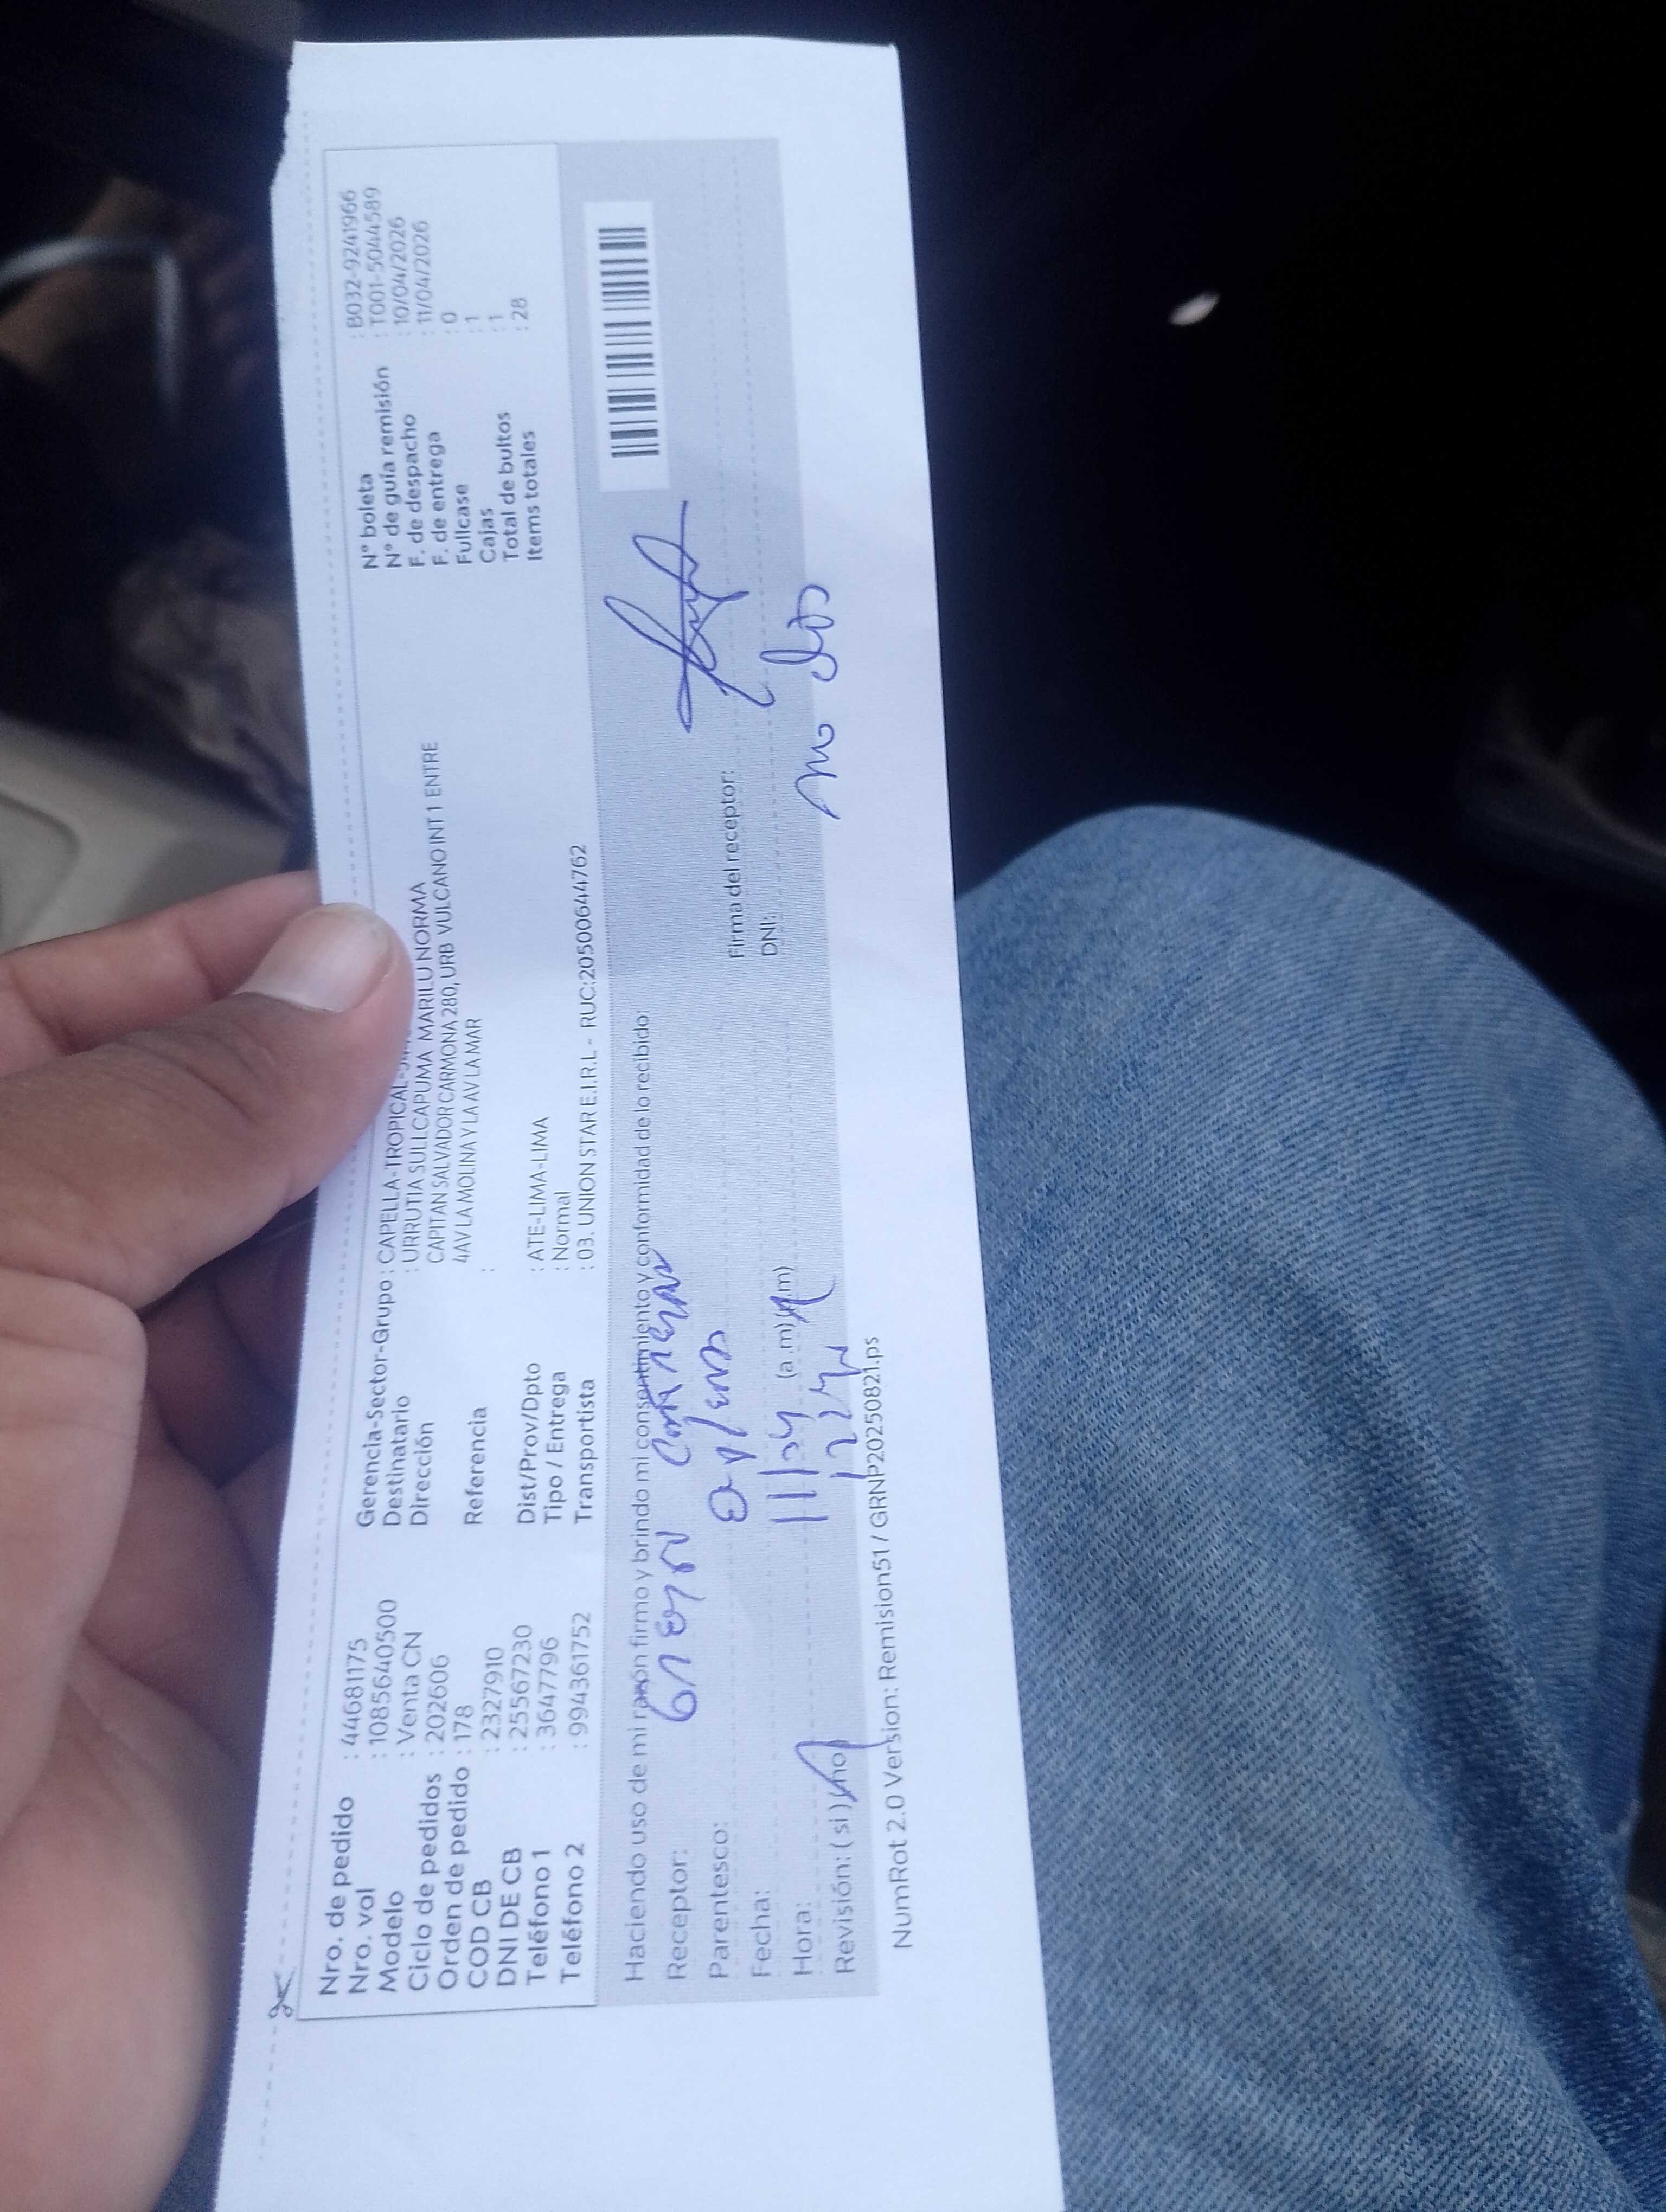 Nro. de pedido : 44681175
Nro. vol : 1085640500
Modelo : Venta CN
Ciclo de pedidos : 202606
Orden de pedido : 178
COD CB : 2327910
DNI DE CB : 25567230
Teléfono 1 : 3647796
Teléfono 2 : 994361752
Gerencia-Sector-Grupo : CAPELLA-TROPICAL
Destinatario : URRUTIA SULLCAPUMA MARILU NORMA
Dirección CAPITAN SALVADOR CARMONA 280, URB VULCANO INT 1 ENTRE
4AV LA MOLINA Y LA AV LA MAR
Referencia :
Dist/Prov/Dpto : ATE-LIMA-LIMA
Tipo / Entrega : Normal
Transportista : 03. UNION STAR E.I.R.L - RUC:20500644762
N° boleta : B032-9241966
N° de guía remisión : T001-5044589
F. de despacho : 10/04/2026
F. de entrega : 11/04/2026
Fullcase : 0
Cajas : 1
Total de bultos : 1
Items totales : 28
Haciendo uso de mi razón firmo y brindo mi consentimiento y conformidad de lo recibido:
Receptor:
Parentesco:
Fecha: 11/04 (a.m) (p.m)
Hora:
Revisión: ( si ) (no)
Firma del receptor:
DNI:
NumRot 2.0 Version: Remision51 / GRNP20250821.ps